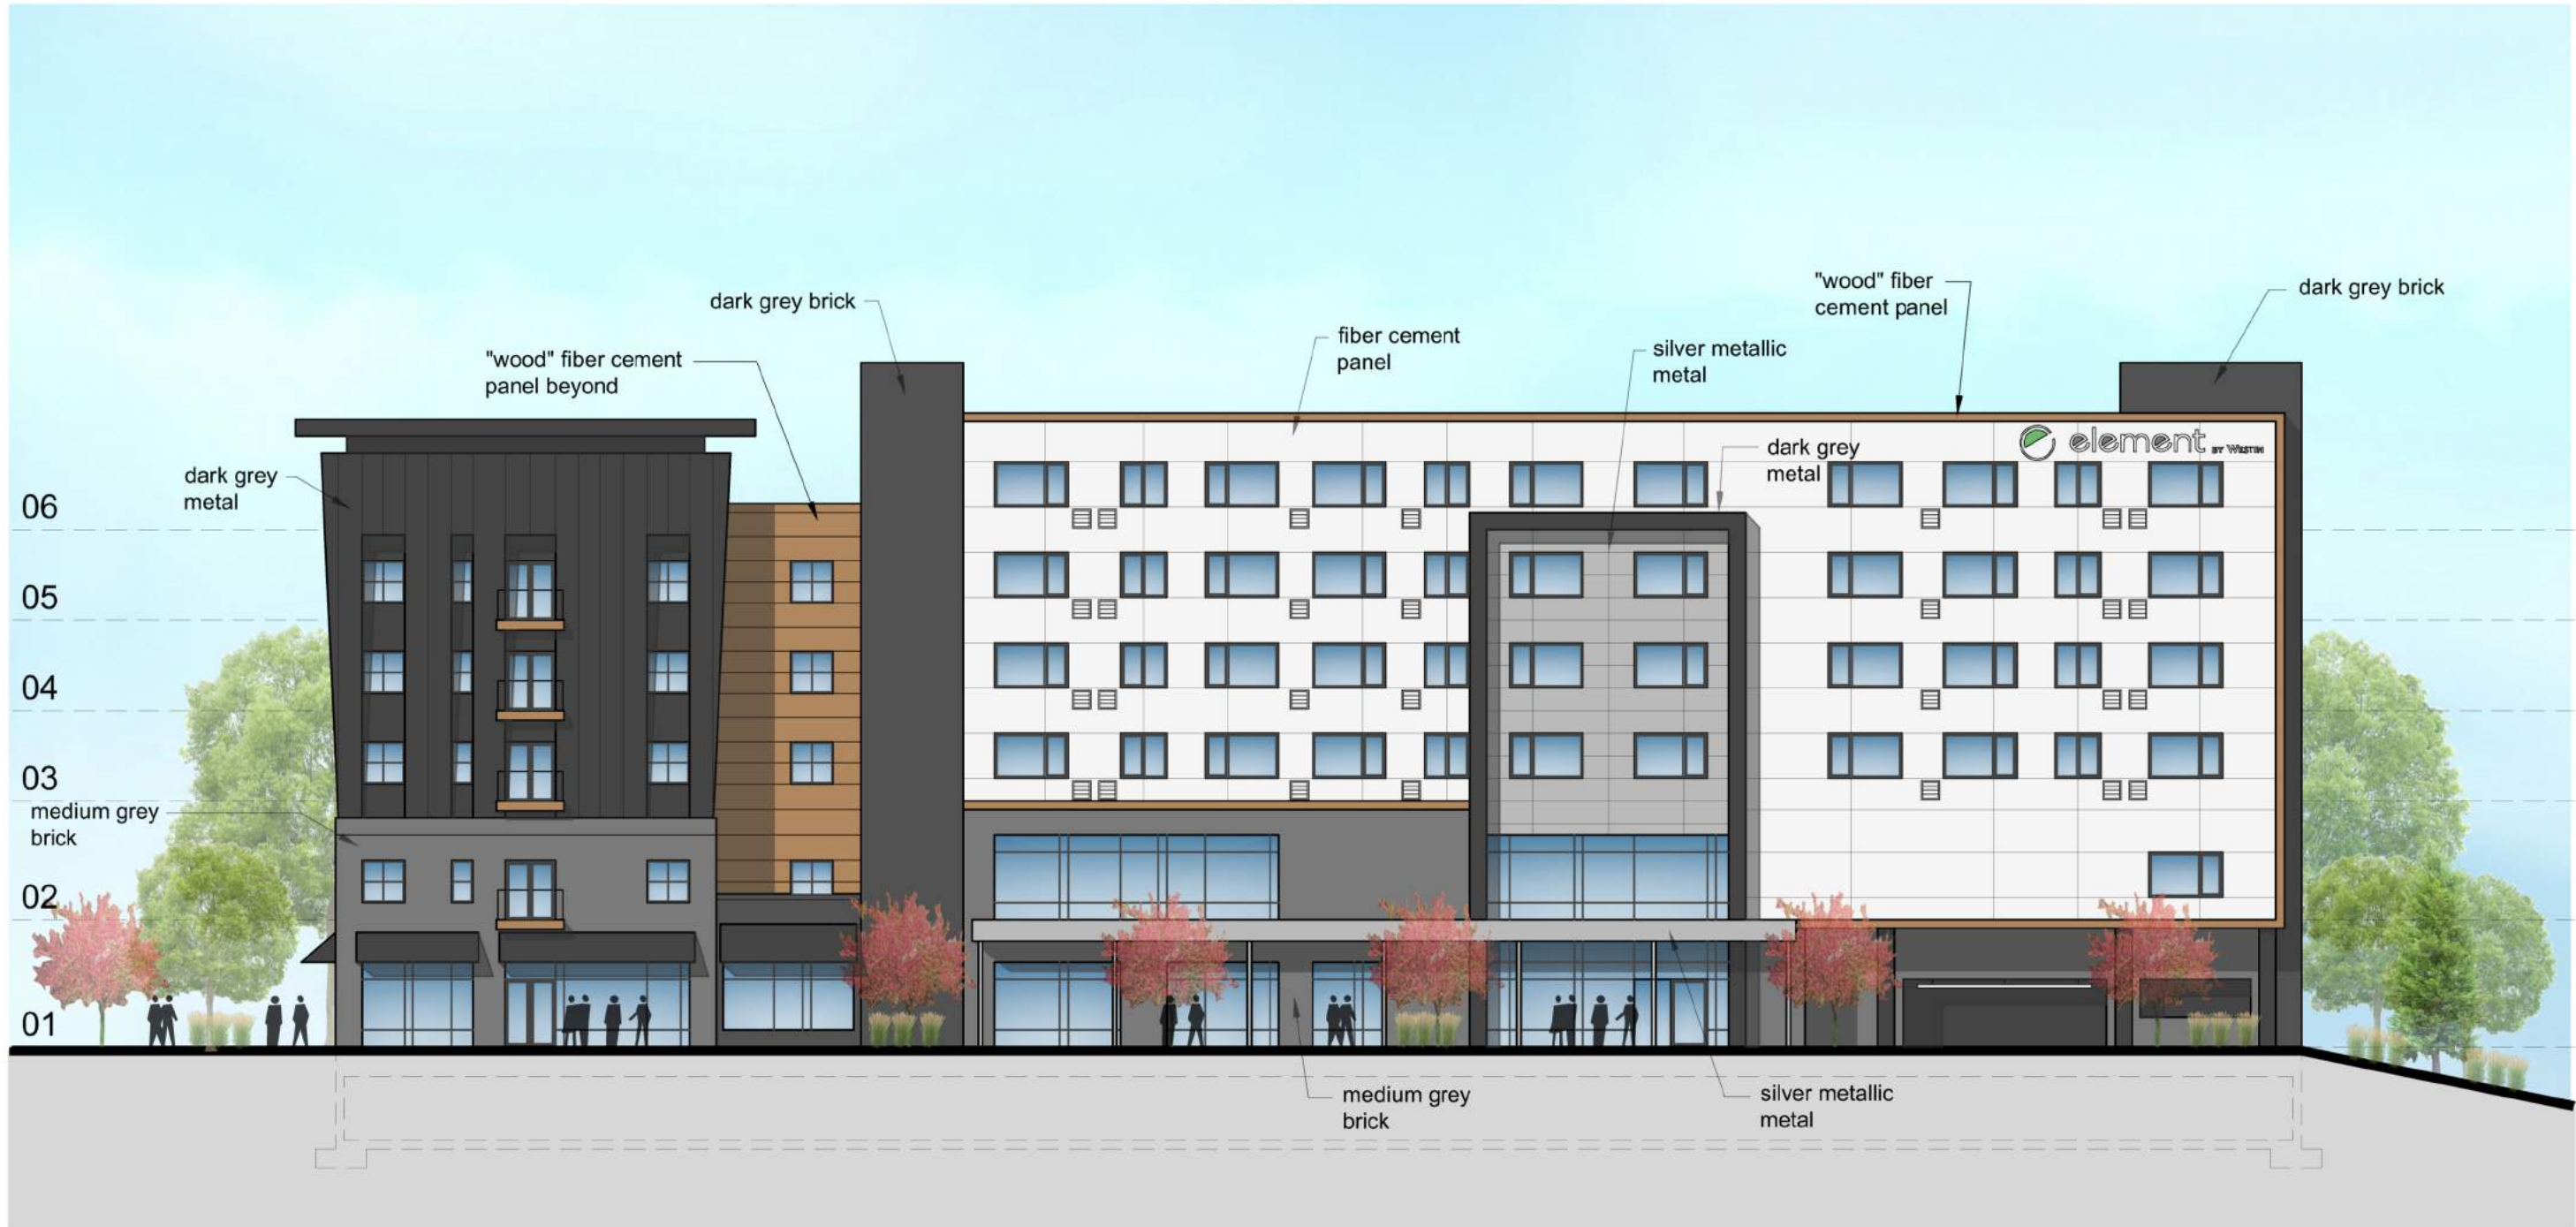 "wood" fiber
cement panel
dark grey brick
dark grey brick
fiber cement
panel
silver metallic
metal
"wood" fiber cement
panel beyond
element BY WESTIN
dark grey
metal
dark grey
metal
06
05
04
03
medium grey
brick
02
01
medium grey
brick
silver metallic
metal